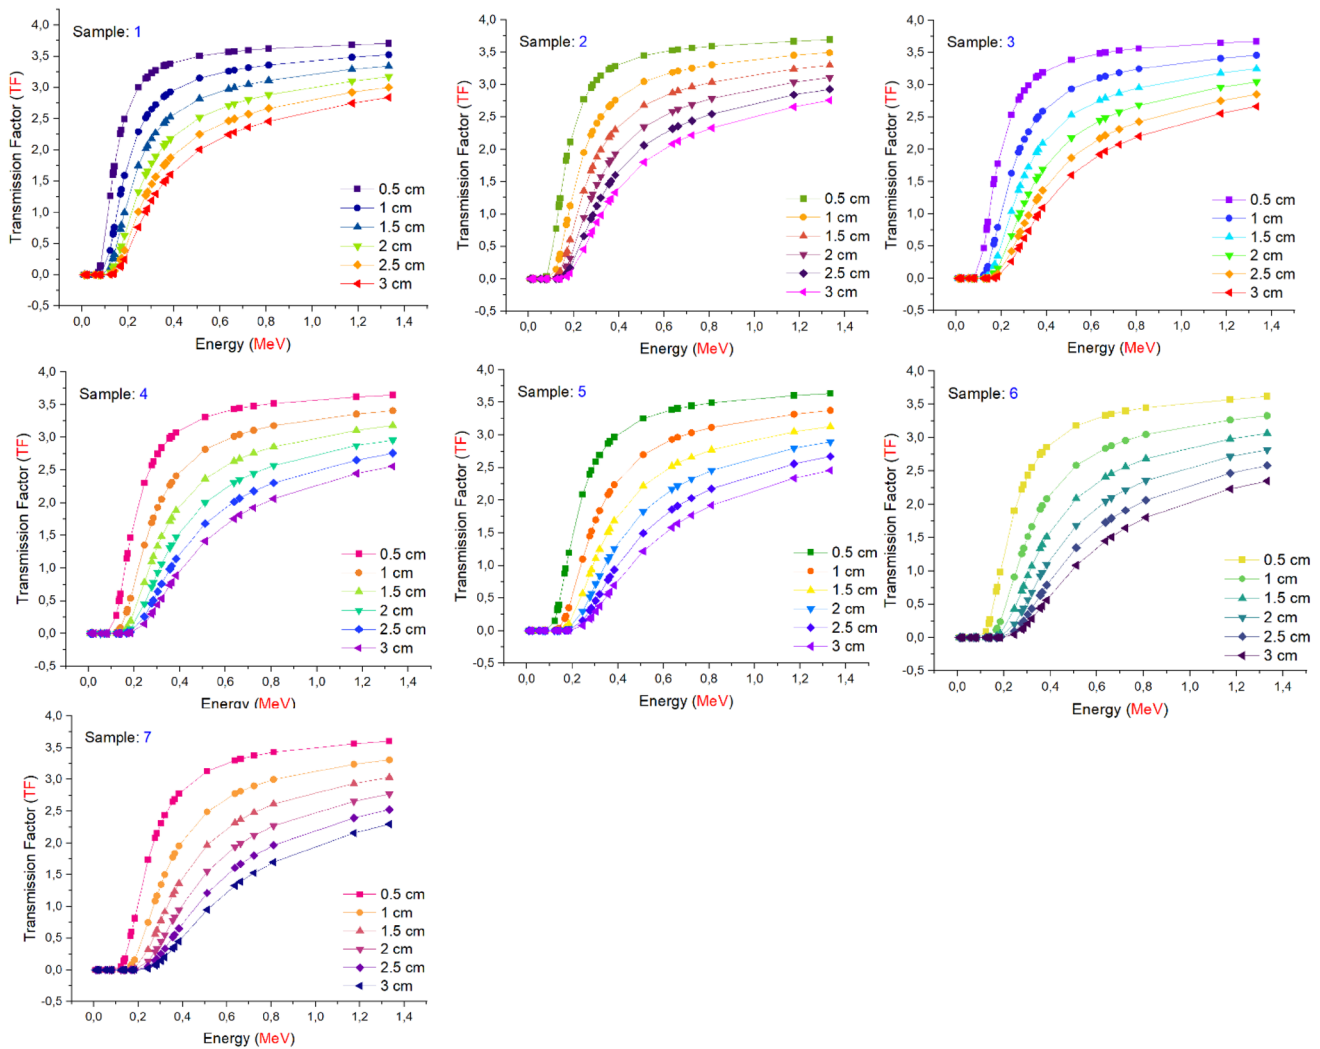 Sample: 1
Transmission Factor (TF)
4,0
3,5
3,0
2,5
2,0
1,5
1,0
0,5
0,0
-0,5
0,0 0,2 0,4 0,6 0,8 1,0 1,2 1,4
Energy (MeV)
0.5 cm
1 cm
1.5 cm
2 cm
2.5 cm
3 cm
Sample: 2
Transmission Factor (TF)
4,0
3,5
3,0
2,5
2,0
1,5
1,0
0,5
0,0
-0,5
0,0 0,2 0,4 0,6 0,8 1,0 1,2 1,4
Energy (MeV)
0.5 cm
1 cm
1.5 cm
2 cm
2.5 cm
3 cm
Sample: 3
Transmission Factor (TF)
4,0
3,5
3,0
2,5
2,0
1,5
1,0
0,5
0,0
-0,5
0,0 0,2 0,4 0,6 0,8 1,0 1,2 1,4
Energy (MeV)
0.5 cm
1 cm
1.5 cm
2 cm
2.5 cm
3 cm
Sample: 4
Transmission Factor (TF)
4,0
3,5
3,0
2,5
2,0
1,5
1,0
0,5
0,0
-0,5
0,0 0,2 0,4 0,6 0,8 1,0 1,2 1,4
Energy (MeV)
0.5 cm
1 cm
1.5 cm
2 cm
2.5 cm
3 cm
Sample: 5
Transmission Factor (TF)
4,0
3,5
3,0
2,5
2,0
1,5
1,0
0,5
0,0
-0,5
0,0 0,2 0,4 0,6 0,8 1,0 1,2 1,4
Energy (MeV)
0.5 cm
1 cm
1.5 cm
2 cm
2.5 cm
3 cm
Sample: 6
Transmission Factor (TF)
4,0
3,5
3,0
2,5
2,0
1,5
1,0
0,5
0,0
-0,5
0,0 0,2 0,4 0,6 0,8 1,0 1,2 1,4
Energy (MeV)
0.5 cm
1 cm
1.5 cm
2 cm
2.5 cm
3 cm
Sample: 7
Transmission Factor (TF)
4,0
3,5
3,0
2,5
2,0
1,5
1,0
0,5
0,0
-0,5
0,0 0,2 0,4 0,6 0,8 1,0 1,2 1,4
Energy (MeV)
0.5 cm
1 cm
1.5 cm
2 cm
2.5 cm
3 cm